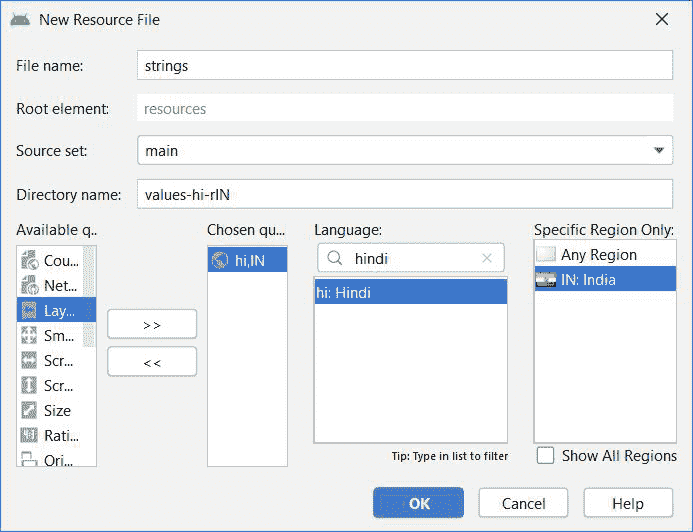 New Resource File
File name: strings
Root element: resources
Source set: main
Directory name: values-hi-rIN
Available q.. Chosen qu... Language: Specific Region Only:
Cou...
Net...
Lay...
Sm...
Scr...
Scr...
Size
Rati...
Ori...
>>
<<
hi,IN
hindi
hi: Hindi
Tip: Type in list to filter
Any Region
IN: India
Show All Regions
OK Cancel Help